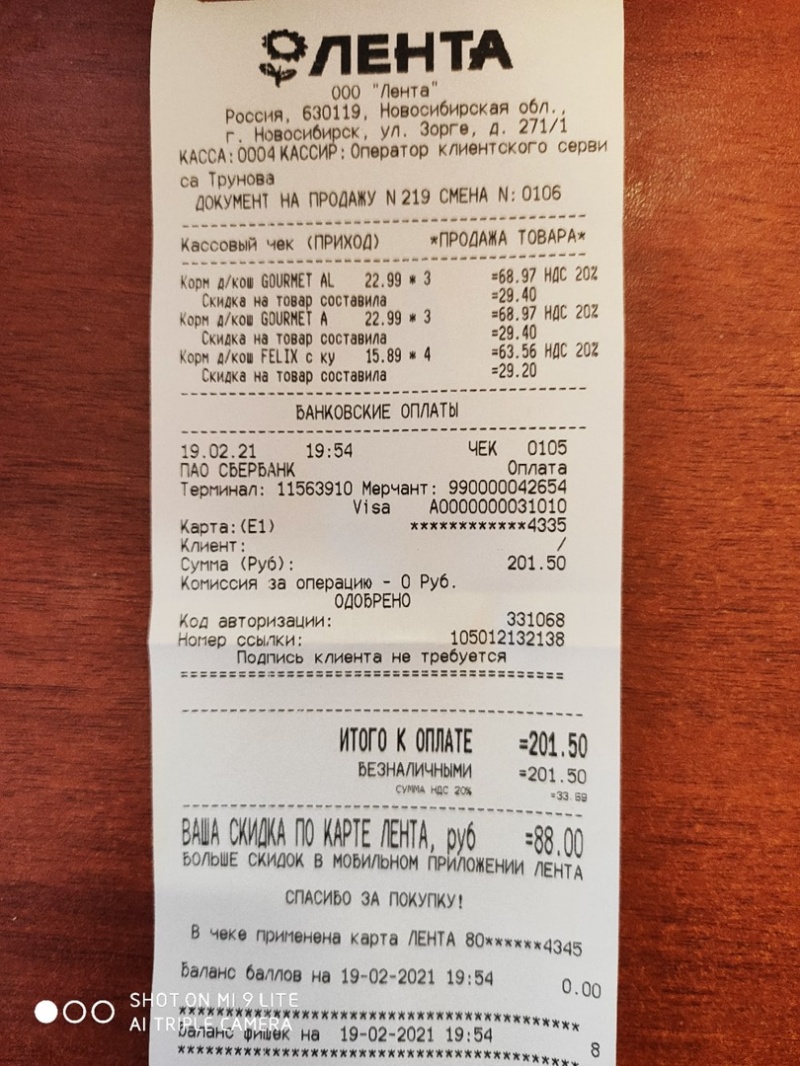 ЛЕНТА
ООО "Лента"
Россия, 630119, Новосибирская обл.,
г. Новосибирск, ул. Зорге, д. 271/1
КАССА:0004 КАССИР:Оператор клиентского серви
са Трунова
ДОКУМЕНТ НА ПРОДАЖУ N 219 СМЕНА N: 0106
Кассовый чек (ПРИХОД) *ПРОДАЖА ТОВАРА*
Корм д/кош GOURMET AL 22.99 * 3 =68.97 НДС 20%
Скидка на товар составила =29.40
Корм д/кош GOURMET A 22.99 * 3 =68.97 НДС 20%
Скидка на товар составила =29.40
Корм д/кош FELIX с ку 15.89 * 4 =63.56 НДС 20%
Скидка на товар составила =29.20
БАНКОВСКИЕ ОПЛАТЫ
19.02.21 19:54 ЧЕК 0105
ПАО СБЕРБАНК Оплата
Терминал: 11563910 Мерчант: 990000042654
Visa A0000000031010
Карта:(E1) ************4335
Клиент: /
Сумма (Руб): 201.50
Комиссия за операцию - 0 Руб.
ОДОБРЕНО
Код авторизации: 331068
Номер ссылки: 105012132138
Подпись клиента не требуется
==========================================
ИТОГО К ОПЛАТЕ =201.50
БЕЗНАЛИЧНЫМИ =201.50
СУММА НДС 20% =33.69
ВАША СКИДКА ПО КАРТЕ ЛЕНТА, руб =88.00
БОЛЬШЕ СКИДОК В МОБИЛЬНОМ ПРИЛОЖЕНИИ ЛЕНТА
СПАСИБО ЗА ПОКУПКУ!
В чеке применена карта ЛЕНТА 80******4345
Баланс баллов на 19-02-2021 19:54 0.00
******************************************
Баланс фишек на 19-02-2021 19:54 8
******************************************
SHOT ON MI 9 LITE
AI TRIPLE CAMERA